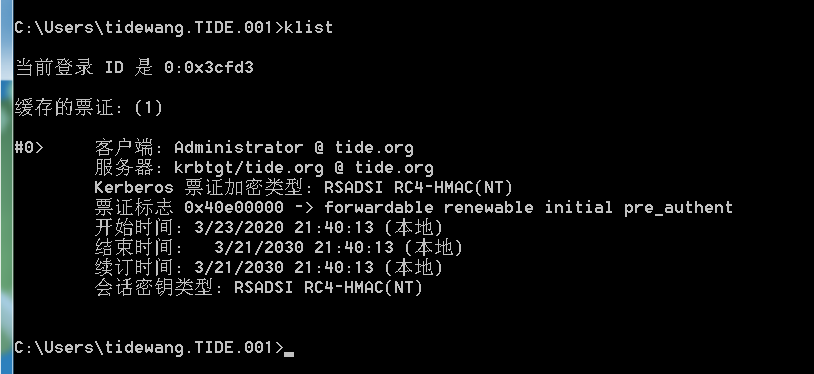 C:\Users\tidewang.TIDE.001>klist
当前登录 ID 是 0:0x3cfd3
缓存的票证: (1)
#0> 客户端: Administrator @ tide.org
服务器: krbtgt/tide.org @ tide.org
Kerberos 票证加密类型: RSADSI RC4-HMAC(NT)
票证标志 0x40e00000 -> forwardable renewable initial pre_authent
开始时间: 3/23/2020 21:40:13 (本地)
结束时间: 3/21/2030 21:40:13 (本地)
续订时间: 3/21/2030 21:40:13 (本地)
会话密钥类型: RSADSI RC4-HMAC(NT)
C:\Users\tidewang.TIDE.001>_